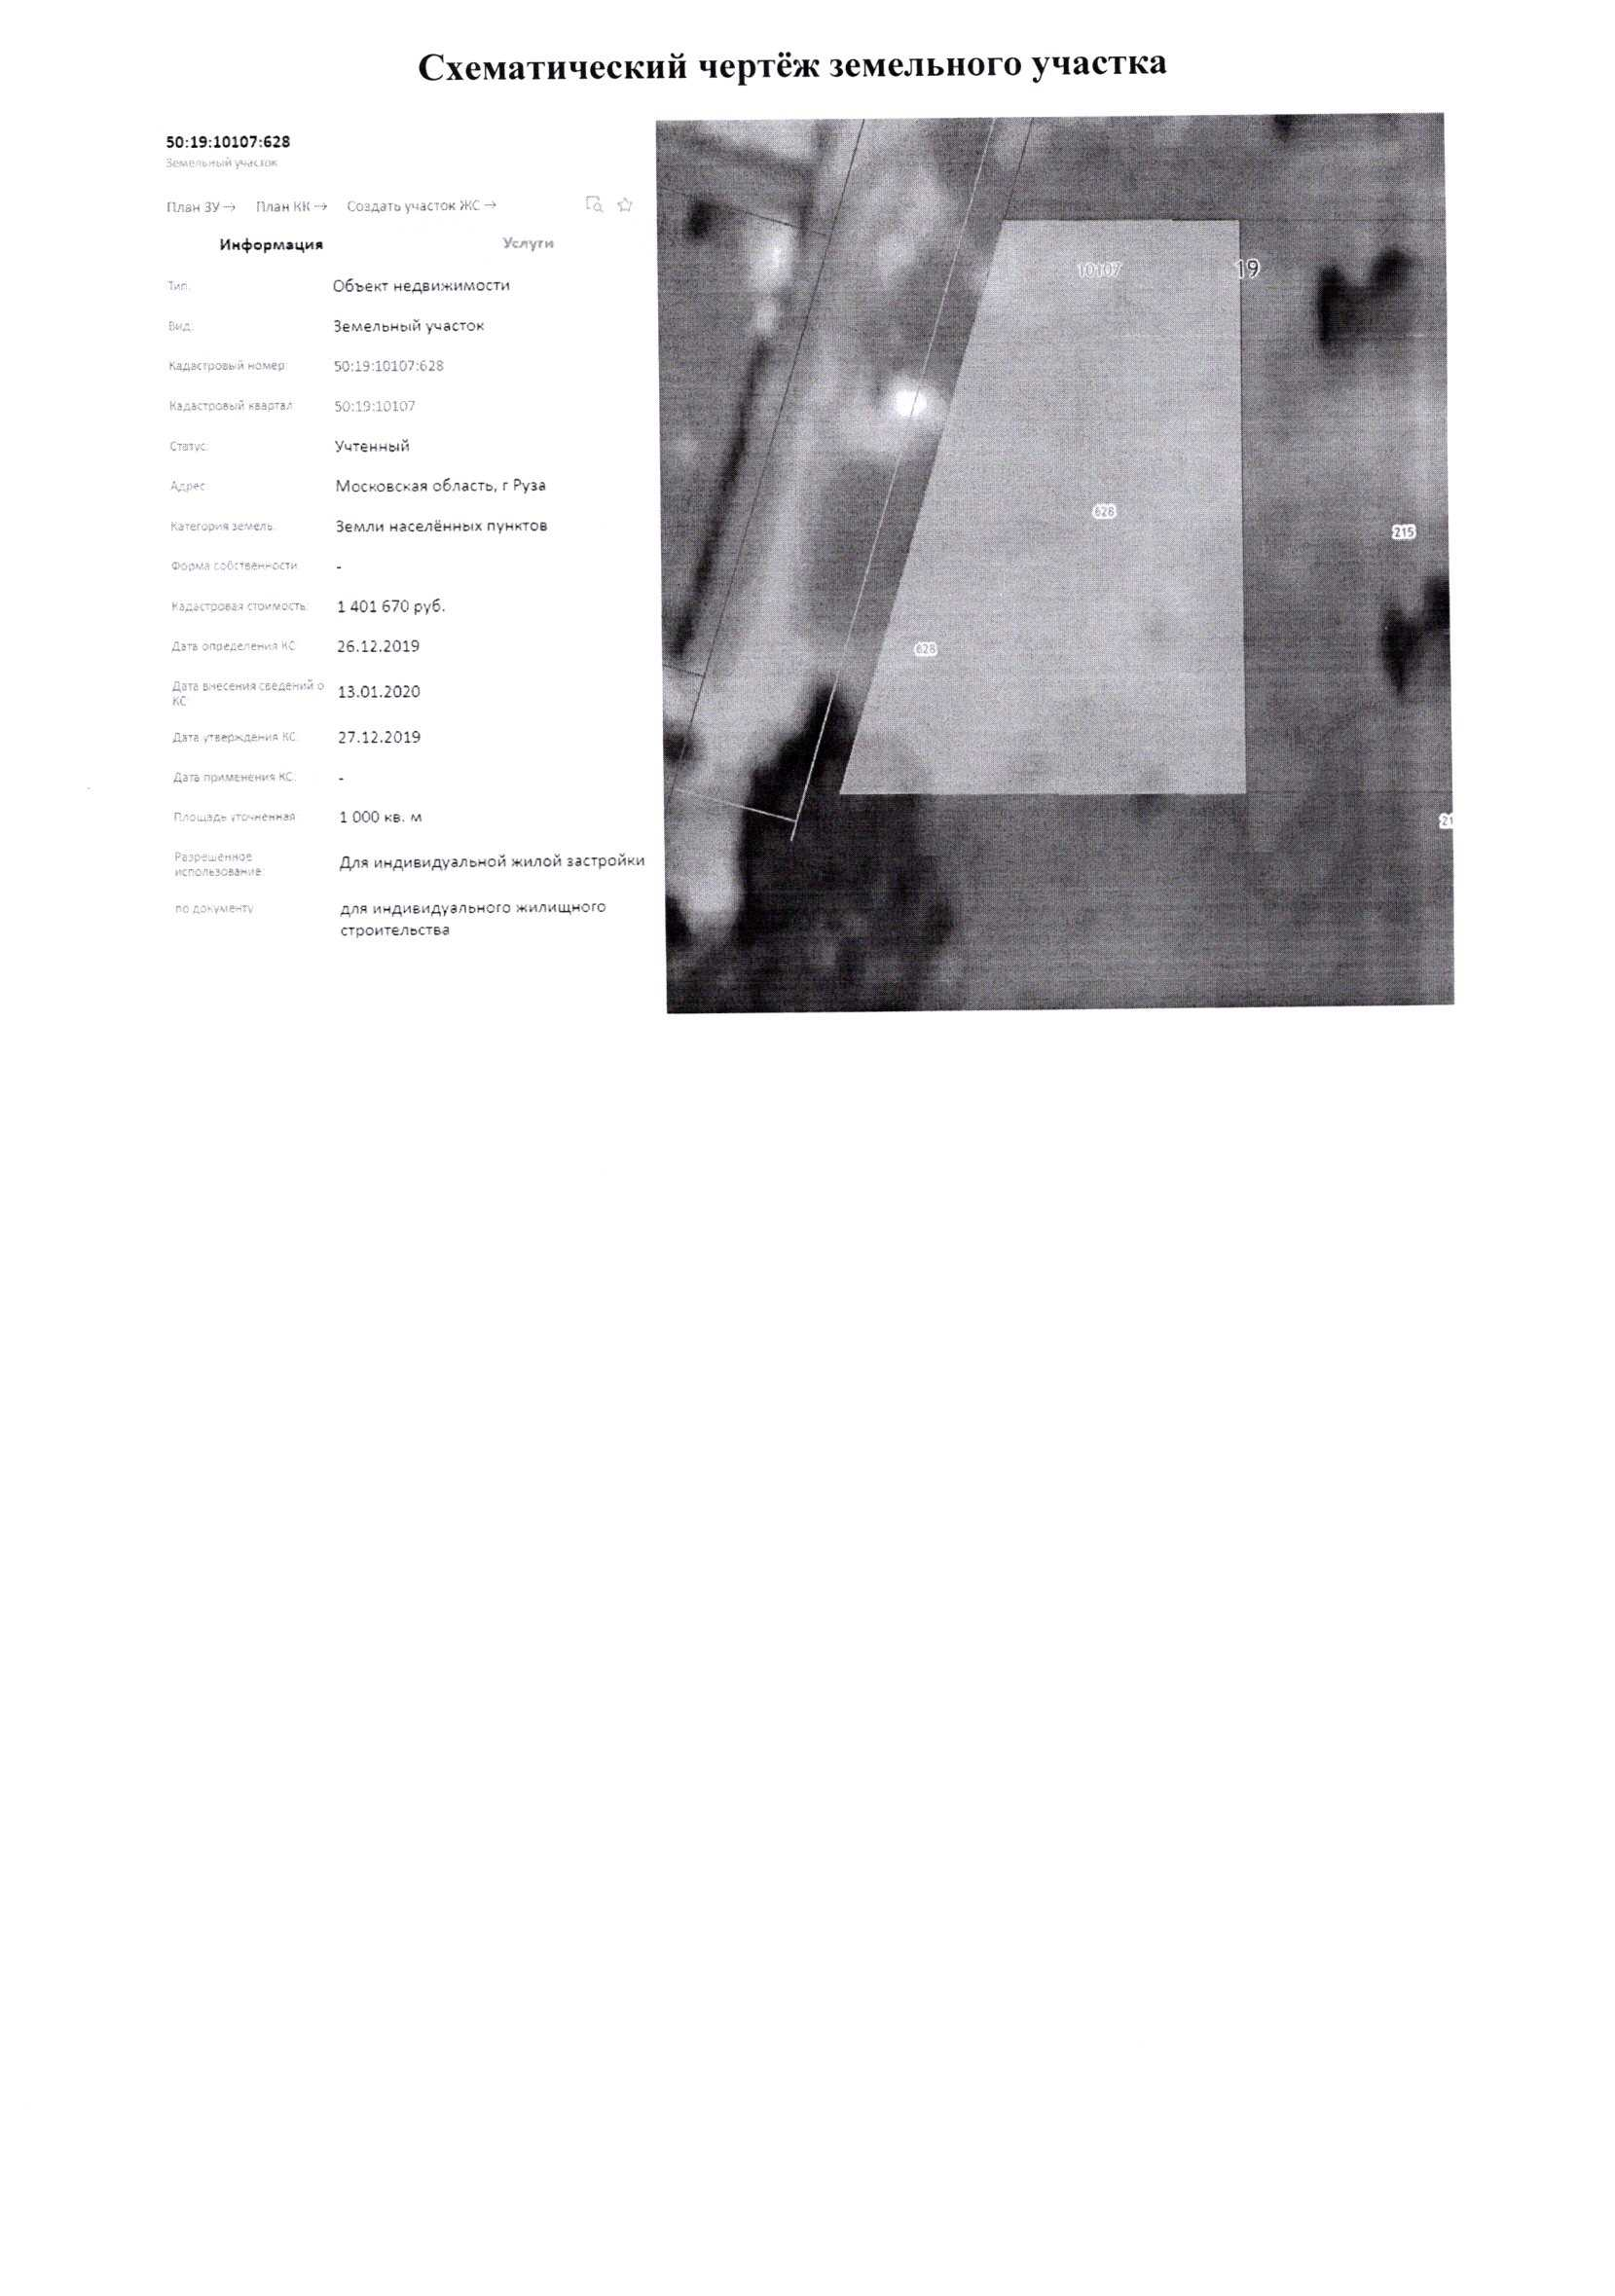 Схематический чертёж земельного участка
50:19:10107:628
Земельный участок
План ЗУ → План КК → Создать участок ЖС →
Информация Услуги
Тип: Объект недвижимости
Вид: Земельный участок
Кадастровый номер: 50:19:10107:628
Кадастровый квартал: 50:19:10107
Статус: Учтенный
Адрес: Московская область, г Руза
Категория земель: Земли населённых пунктов
Форма собственности: -
Кадастровая стоимость: 1 401 670 руб.
Дата определения КС: 26.12.2019
Дата внесения сведений о
КС: 13.01.2020
Дата утверждения КС: 27.12.2019
Дата применения КС: -
Площадь уточненная: 1 000 кв. м
Разрешенное
использование: Для индивидуальной жилой застройки
по документу: для индивидуального жилищного
строительства
10107
19
628
215
628
21